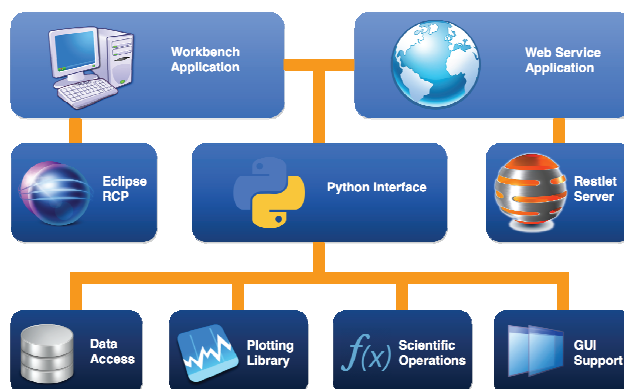 Workbench
Application
Web Service
Application
Eclipse
RCP
Python Interface
Restlet
Server
Data
Access
Plotting
Library
f(x)
Scientific
Operations
GUI
Support